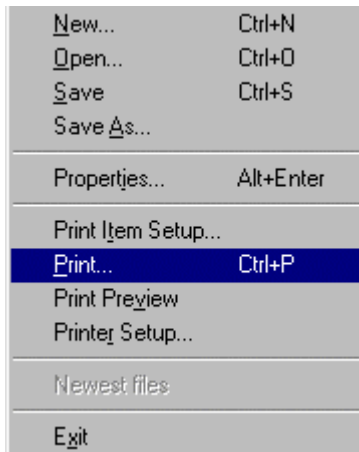 New... Ctrl+N
Open... Ctrl+O
Save Ctrl+S
Save As...
Properties... Alt+Enter
Print Item Setup...
Print... Ctrl+P
Print Preview
Printer Setup...
Newest files
Exit